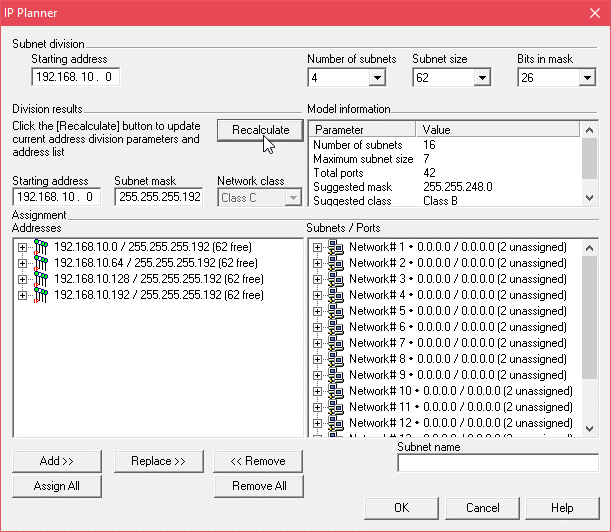 IP Planner
Subnet division
Starting address
192.168. 10 . 0
Number of subnets
4
Subnet size
62
Bits in mask
26
Division results
Click the [Recalculate] button to update
current address division parameters and
address list
Recalculate
Starting address
192.168. 10 . 0
Subnet mask
255.255.255.192
Network class
Class C
Model information
Parameter Value
Number of subnets 16
Maximum subnet size 7
Total ports 42
Suggested mask 255.255.248.0
Suggested class Class B
Assignment
Addresses
192.168.10.0 / 255.255.255.192 (62 free)
192.168.10.64 / 255.255.255.192 (62 free)
192.168.10.128 / 255.255.255.192 (62 free)
192.168.10.192 / 255.255.255.192 (62 free)
Subnets / Ports
Network# 1 • 0.0.0.0 / 0.0.0.0 (2 unassigned)
Network# 2 • 0.0.0.0 / 0.0.0.0 (2 unassigned)
Network# 3 • 0.0.0.0 / 0.0.0.0 (2 unassigned)
Network# 4 • 0.0.0.0 / 0.0.0.0 (2 unassigned)
Network# 5 • 0.0.0.0 / 0.0.0.0 (2 unassigned)
Network# 6 • 0.0.0.0 / 0.0.0.0 (2 unassigned)
Network# 7 • 0.0.0.0 / 0.0.0.0 (2 unassigned)
Network# 8 • 0.0.0.0 / 0.0.0.0 (2 unassigned)
Network# 9 • 0.0.0.0 / 0.0.0.0 (2 unassigned)
Network# 10 • 0.0.0.0 / 0.0.0.0 (2 unassigned)
Network# 11 • 0.0.0.0 / 0.0.0.0 (2 unassigned)
Network# 12 • 0.0.0.0 / 0.0.0.0 (2 unassigned)
Add >>
Replace >>
<< Remove
Assign All
Remove All
Subnet name
OK
Cancel
Help